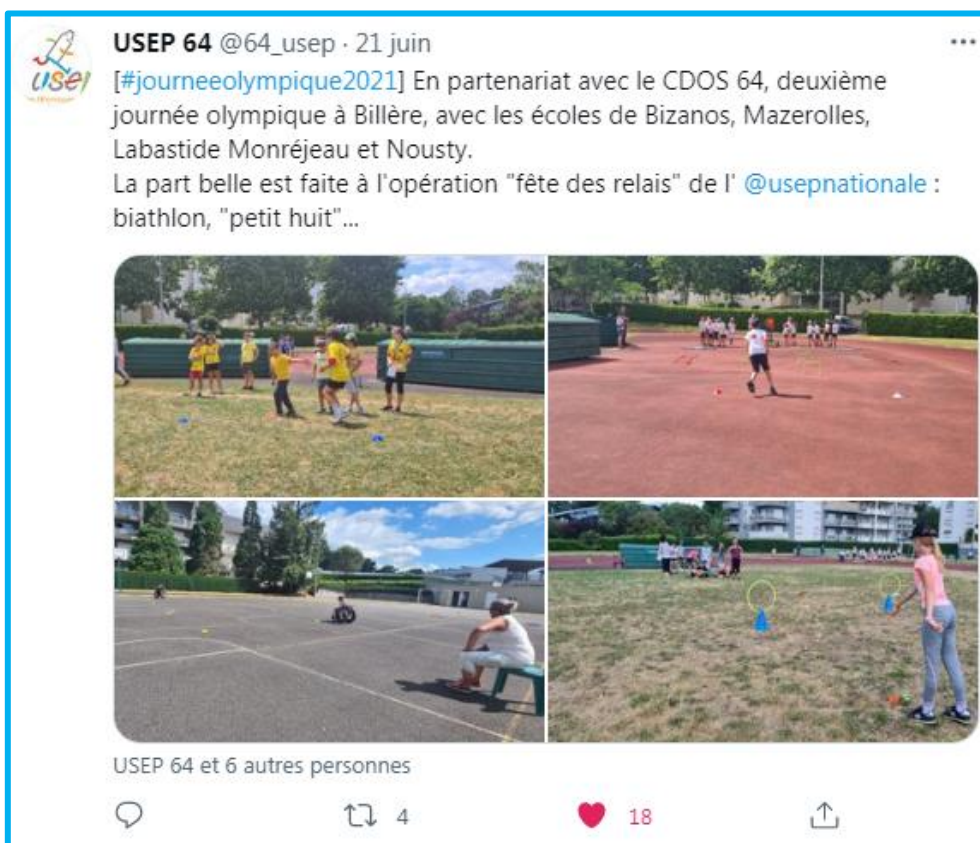 USEP 64 @64_usep · 21 juin
USEP
[#journeeolympique2021] En partenariat avec le CDOS 64, deuxième
journée olympique à Billère, avec les écoles de Bizanos, Mazerolles,
Labastide Monréjeau et Nousty.
La part belle est faite à l'opération "fête des relais" de l' @usepnationale :
biathlon, "petit huit"...
USEP 64 et 6 autres personnes
4
18